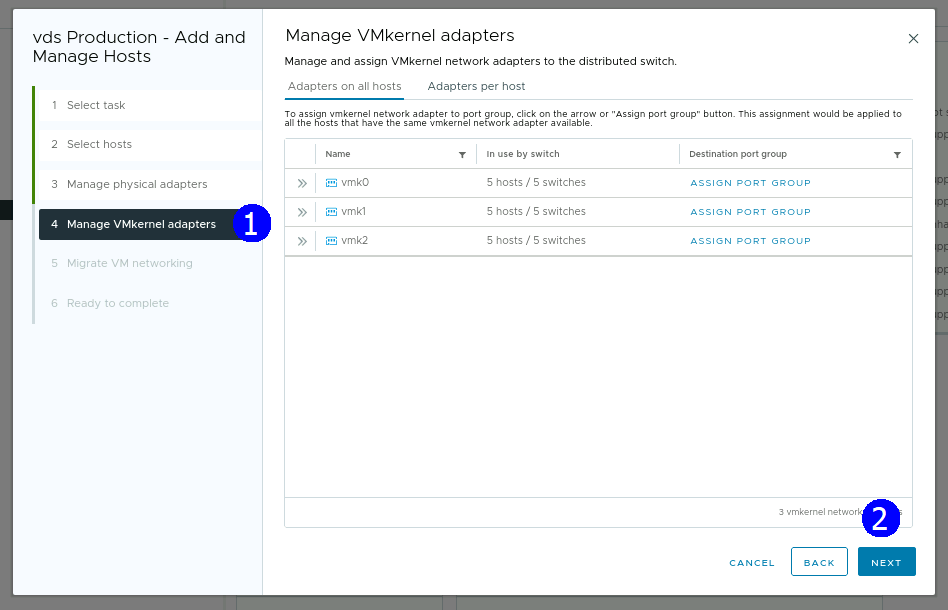 vds Production - Add and
Manage Hosts
1 Select task
2 Select hosts
3 Manage physical adapters
4 Manage VMkernel adapters
1
5 Migrate VM networking
6 Ready to complete
Manage VMkernel adapters
Manage and assign VMkernel network adapters to the distributed switch.
Adapters on all hosts Adapters per host
To assign vmkernel network adapter to port group, click on the arrow or "Assign port group" button. This assignment would be applied to
all the hosts that have the same vmkernel network adapter available.
Name In use by switch Destination port group
vmk0 5 hosts / 5 switches ASSIGN PORT GROUP
vmk1 5 hosts / 5 switches ASSIGN PORT GROUP
vmk2 5 hosts / 5 switches ASSIGN PORT GROUP
3 vmkernel network
2
CANCEL BACK NEXT